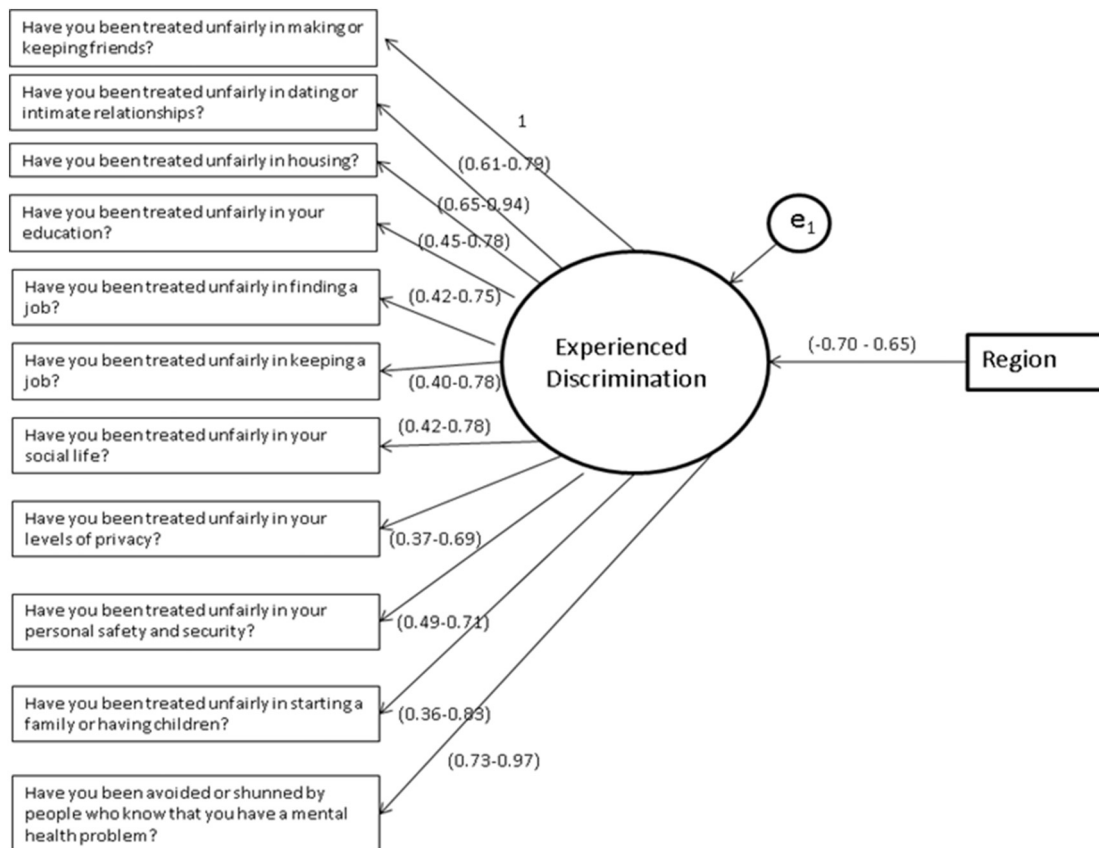 Have you been treated unfairly in making or
keeping friends?
Have you been treated unfairly in dating or
intimate relationships?
Have you been treated unfairly in housing?
Have you been treated unfairly in your
education?
Have you been treated unfairly in finding a
job?
Have you been treated unfairly in keeping a
job?
Have you been treated unfairly in your
social life?
Have you been treated unfairly in your
levels of privacy?
Have you been treated unfairly in your
personal safety and security?
Have you been treated unfairly in starting a
family or having children?
Have you been avoided or shunned by
people who know that you have a mental
health problem?
1
(0.61-0.79)
(0.65-0.94)
(0.45-0.78)
(0.42-0.75)
(0.40-0.78)
(0.42-0.78)
(0.37-0.69)
(0.49-0.71)
(0.36-0.83)
(0.73-0.97)
Experienced
Discrimination
e1
(-0.70 - 0.65)
Region